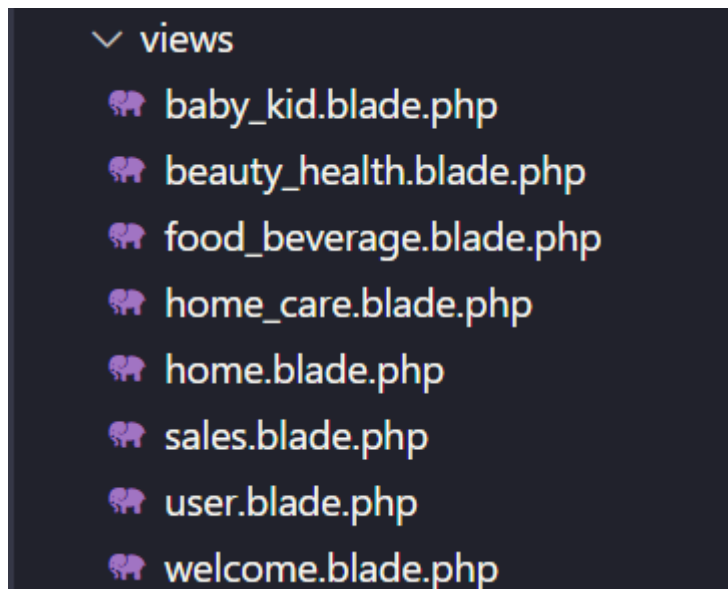 views
baby_kid.blade.php
beauty_health.blade.php
food_beverage.blade.php
home_care.blade.php
home.blade.php
sales.blade.php
user.blade.php
welcome.blade.php